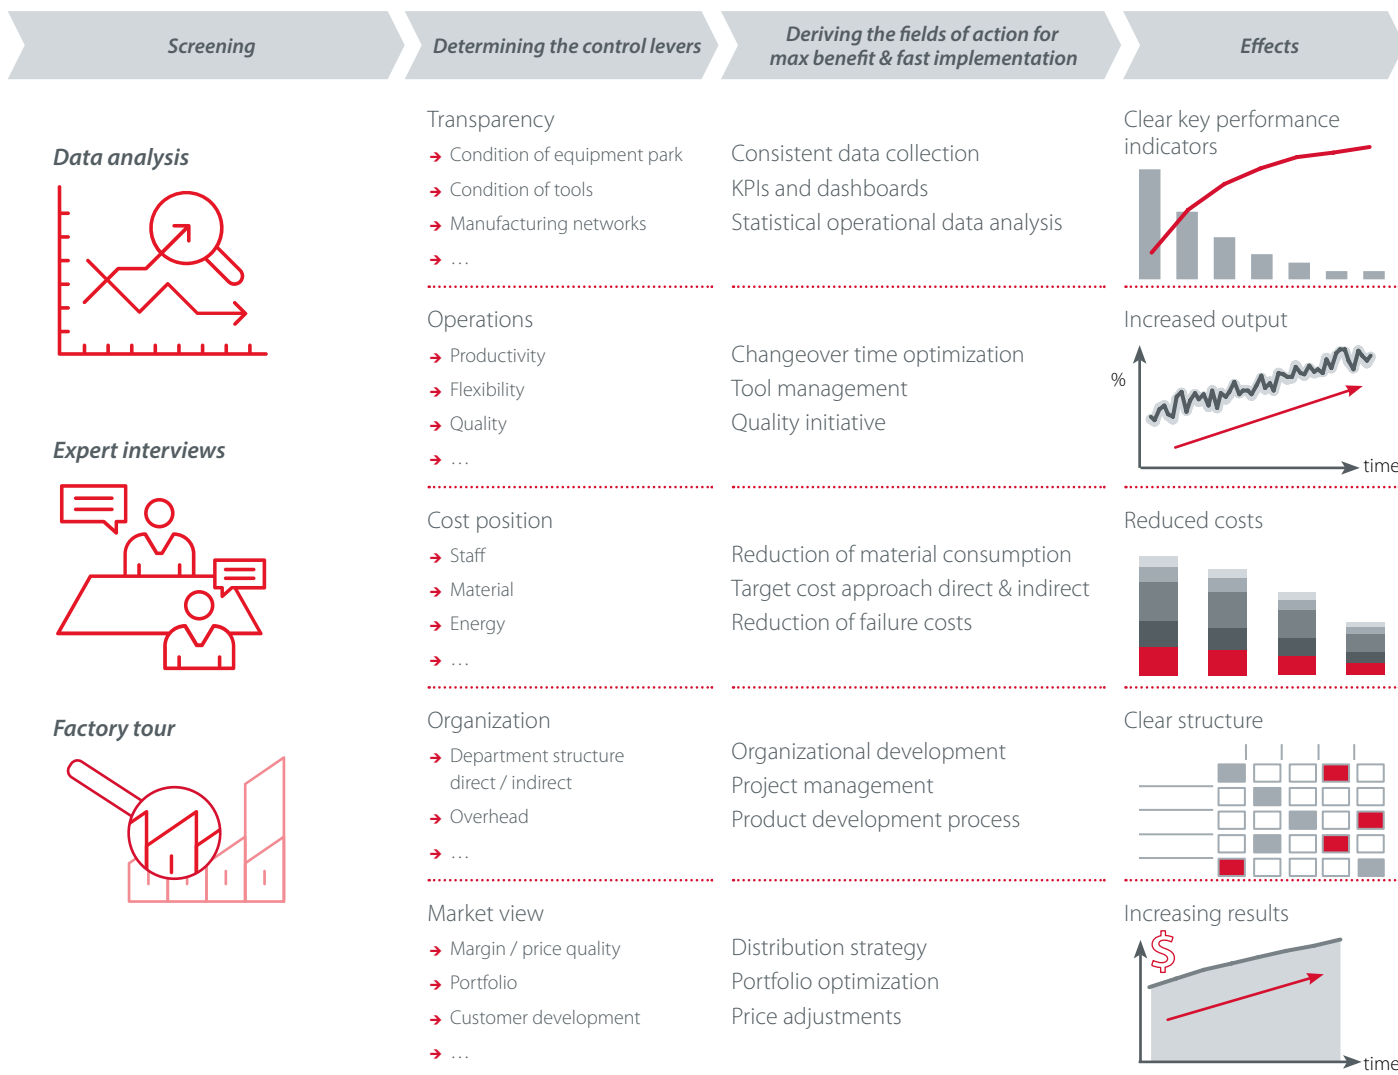 Screening
Determining the control levers
Deriving the fields of action for
max benefit & fast implementation
Effects
Data analysis
Expert interviews
Factory tour
Transparency
Condition of equipment park
Condition of tools
Manufacturing networks
…
Consistent data collection
KPIs and dashboards
Statistical operational data analysis
Clear key performance
indicators
Operations
Productivity
Flexibility
Quality
…
Changeover time optimization
Tool management
Quality initiative
Increased output
%
time
Cost position
Staff
Material
Energy
…
Reduction of material consumption
Target cost approach direct & indirect
Reduction of failure costs
Reduced costs
Organization
Department structure
direct / indirect
Overhead
…
Organizational development
Project management
Product development process
Clear structure
Market view
Margin / price quality
Portfolio
Customer development
…
Distribution strategy
Portfolio optimization
Price adjustments
Increasing results
$
time